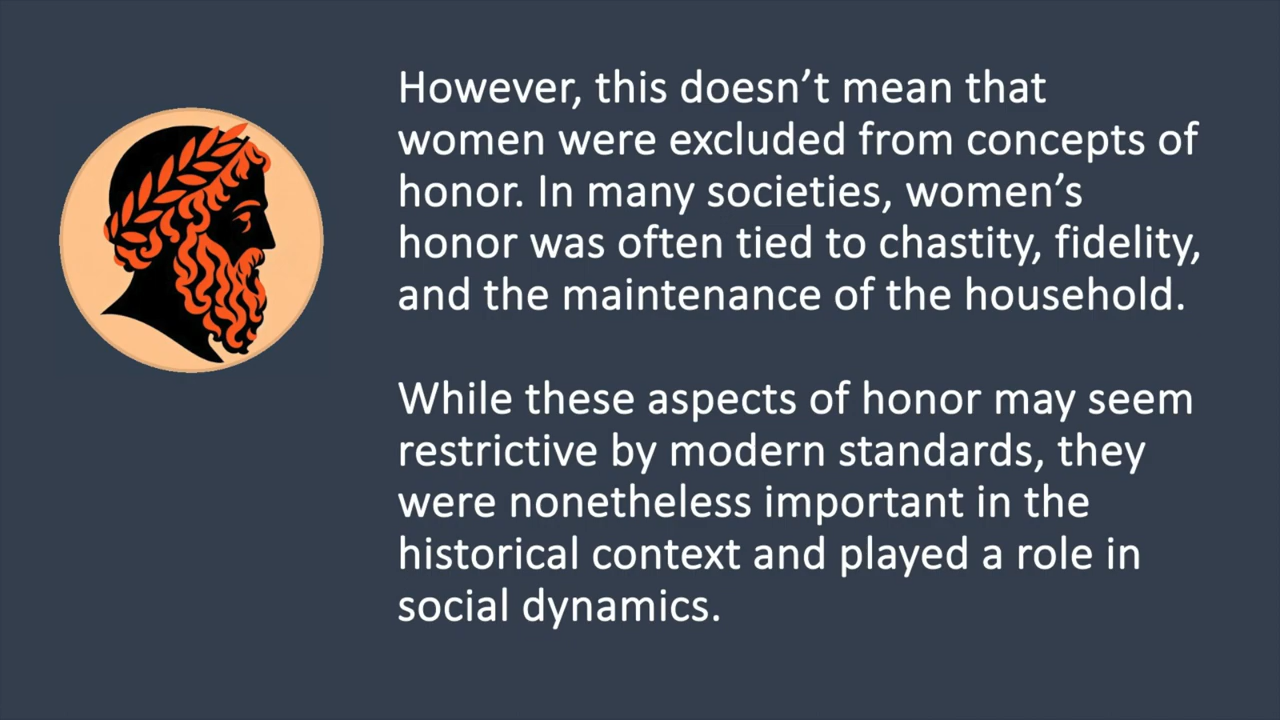 However, this doesn’t mean that
women were excluded from concepts of
honor. In many societies, women’s
honor was often tied to chastity, fidelity,
and the maintenance of the household.
While these aspects of honor may seem
restrictive by modern standards, they
were nonetheless important in the
historical context and played a role in
social dynamics.